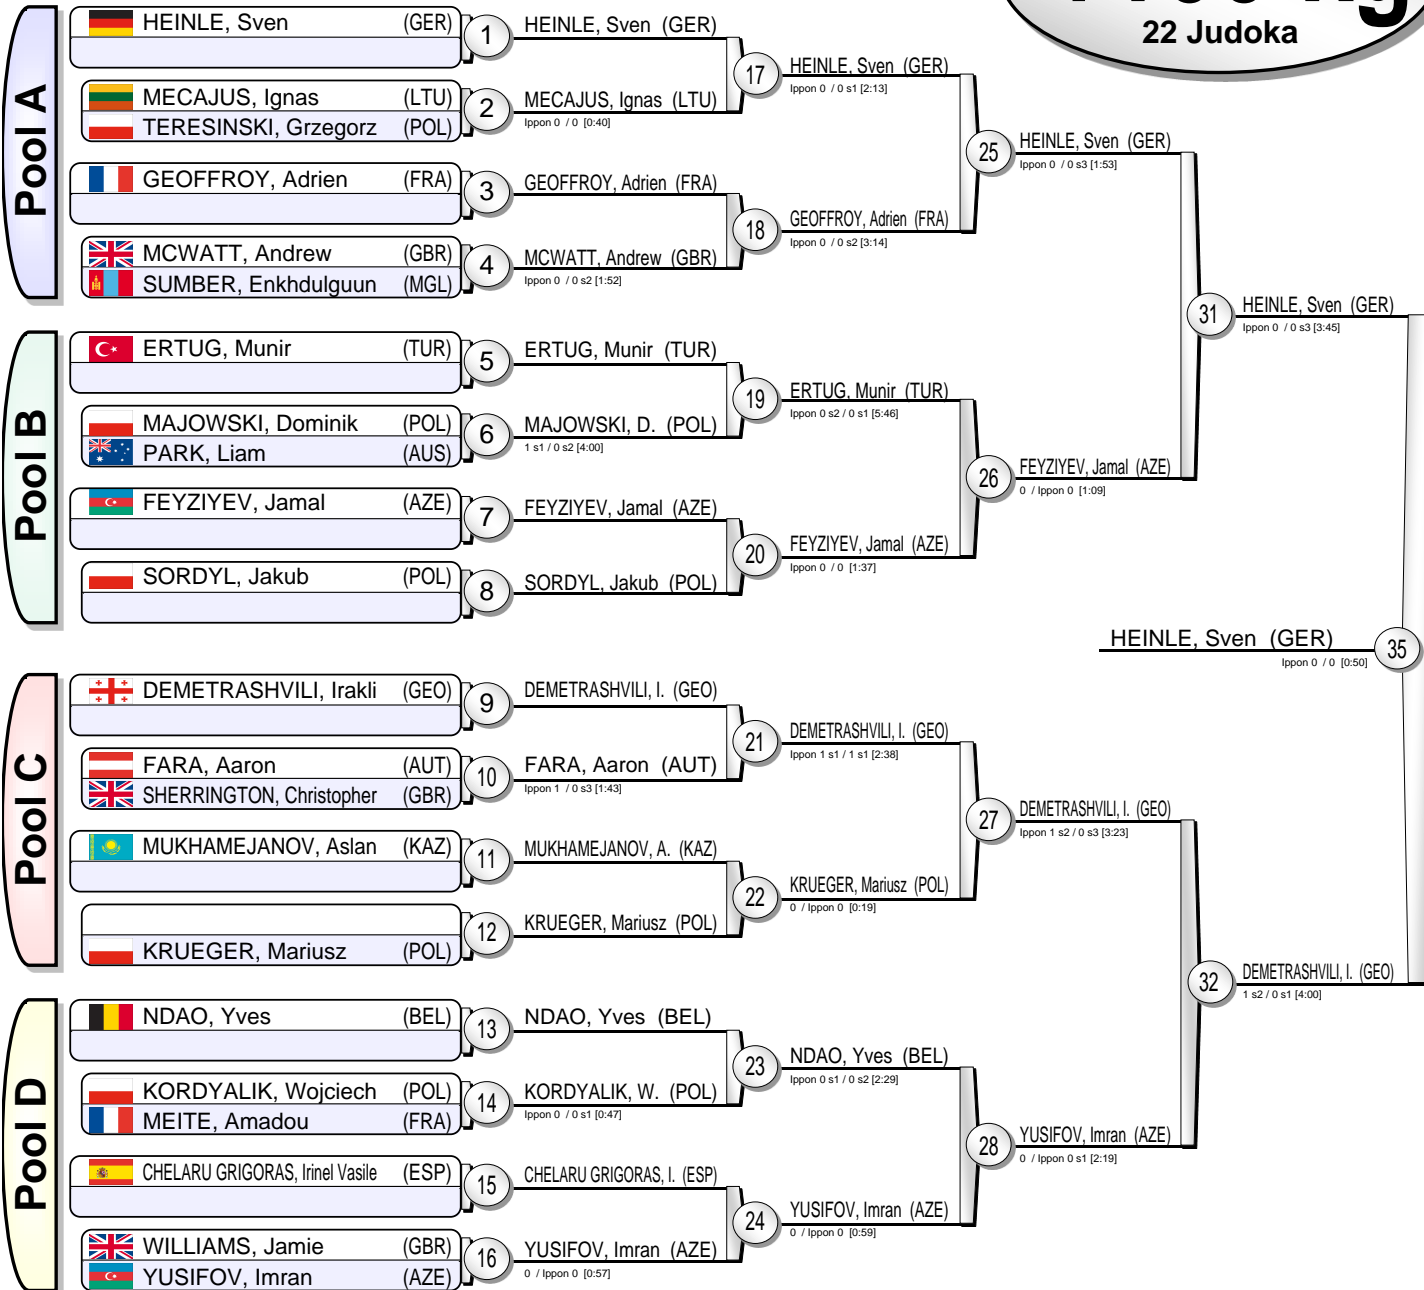 22 Judoka
Pool A
HEINLE, Sven (GER)
1
HEINLE, Sven (GER)
MECAJUS, Ignas (LTU)
TERESINSKI, Grzegorz (POL)
2
MECAJUS, Ignas (LTU)
Ippon 0 / 0 [0:40]
17
HEINLE, Sven (GER)
Ippon 0 / 0 s1 [2:13]
GEOFFROY, Adrien (FRA)
3
GEOFFROY, Adrien (FRA)
MCWATT, Andrew (GBR)
SUMBER, Enkhdulguun (MGL)
4
MCWATT, Andrew (GBR)
Ippon 0 / 0 s2 [1:52]
18
GEOFFROY, Adrien (FRA)
Ippon 0 / 0 s2 [3:14]
25
HEINLE, Sven (GER)
Ippon 0 / 0 s3 [1:53]
Pool B
ERTUG, Munir (TUR)
5
ERTUG, Munir (TUR)
MAJOWSKI, Dominik (POL)
PARK, Liam (AUS)
6
MAJOWSKI, D. (POL)
1 s1 / 0 s2 [4:00]
19
ERTUG, Munir (TUR)
Ippon 0 s2 / 0 s1 [5:46]
FEYZIYEV, Jamal (AZE)
7
FEYZIYEV, Jamal (AZE)
SORDYL, Jakub (POL)
8
SORDYL, Jakub (POL)
20
FEYZIYEV, Jamal (AZE)
Ippon 0 / 0 [1:37]
26
FEYZIYEV, Jamal (AZE)
0 / Ippon 0 [1:09]
31
HEINLE, Sven (GER)
Ippon 0 / 0 s3 [3:45]
HEINLE, Sven (GER)
Ippon 0 / 0 [0:50]
35
Pool C
DEMETRASHVILI, Irakli (GEO)
9
DEMETRASHVILI, I. (GEO)
FARA, Aaron (AUT)
SHERRINGTON, Christopher (GBR)
10
FARA, Aaron (AUT)
Ippon 1 / 0 s3 [1:43]
21
DEMETRASHVILI, I. (GEO)
Ippon 1 s1 / 1 s1 [2:38]
MUKHAMEJANOV, Aslan (KAZ)
11
MUKHAMEJANOV, A. (KAZ)
KRUEGER, Mariusz (POL)
12
KRUEGER, Mariusz (POL)
22
KRUEGER, Mariusz (POL)
0 / Ippon 0 [0:19]
27
DEMETRASHVILI, I. (GEO)
Ippon 1 s2 / 0 s3 [3:23]
Pool D
NDAO, Yves (BEL)
13
NDAO, Yves (BEL)
KORDYALIK, Wojciech (POL)
MEITE, Amadou (FRA)
14
KORDYALIK, W. (POL)
Ippon 0 / 0 s1 [0:47]
23
NDAO, Yves (BEL)
Ippon 0 s1 / 0 s2 [2:29]
CHELARU GRIGORAS, Irinel Vasile (ESP)
15
CHELARU GRIGORAS, I. (ESP)
WILLIAMS, Jamie (GBR)
YUSIFOV, Imran (AZE)
16
YUSIFOV, Imran (AZE)
0 / Ippon 0 [0:57]
24
YUSIFOV, Imran (AZE)
0 / Ippon 0 [0:59]
28
YUSIFOV, Imran (AZE)
0 / Ippon 0 s1 [2:19]
32
DEMETRASHVILI, I. (GEO)
1 s2 / 0 s1 [4:00]